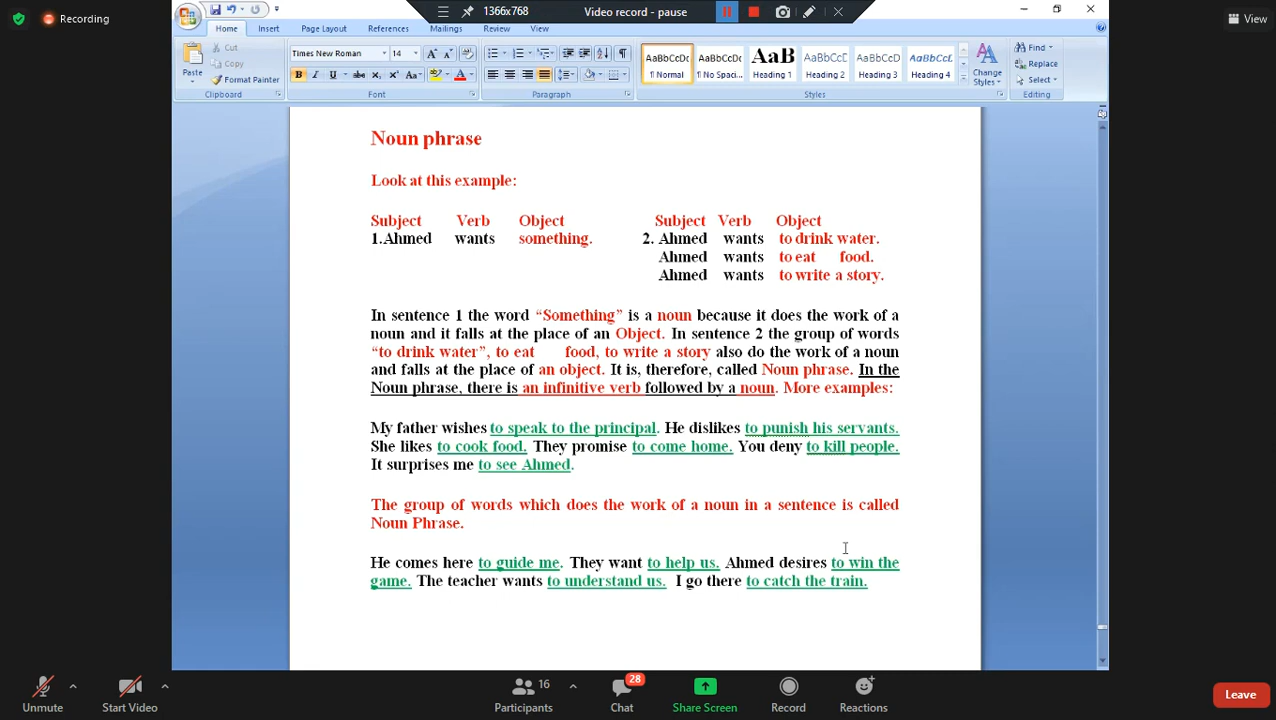 Recording
1366x768
Video record - pause
View
Home Insert Page Layout References Mailings Review View
Paste
Cut
Copy
Format Painter
Clipboard
Times New Roman 14
Font
Paragraph
AaBbCcDc AaBbCcDc AaB AaBbCc AaBbCcI AaBbCcL
¶ Normal ¶ No Spaci... Heading 1 Heading 2 Heading 3 Heading 4
Styles
Change
Styles
Find
Replace
Select
Editing
Noun phrase
Look at this example:
Subject Verb Object Subject Verb Object
1.Ahmed wants something. 2. Ahmed wants to drink water.
Ahmed wants to eat food.
Ahmed wants to write a story.
In sentence 1 the word “Something” is a noun because it does the work of a
noun and it falls at the place of an Object. In sentence 2 the group of words
“to drink water”, to eat food, to write a story also do the work of a noun
and falls at the place of an object. It is, therefore, called Noun phrase. In the
Noun phrase, there is an infinitive verb followed by a noun. More examples:
My father wishes to speak to the principal. He dislikes to punish his servants.
She likes to cook food. They promise to come home. You deny to kill people.
It surprises me to see Ahmed.
The group of words which does the work of a noun in a sentence is called
Noun Phrase.
He comes here to guide me. They want to help us. Ahmed desires to win the
game. The teacher wants to understand us. I go there to catch the train.
Unmute
Start Video
16
Participants
28
Chat
Share Screen
Record
Reactions
Leave